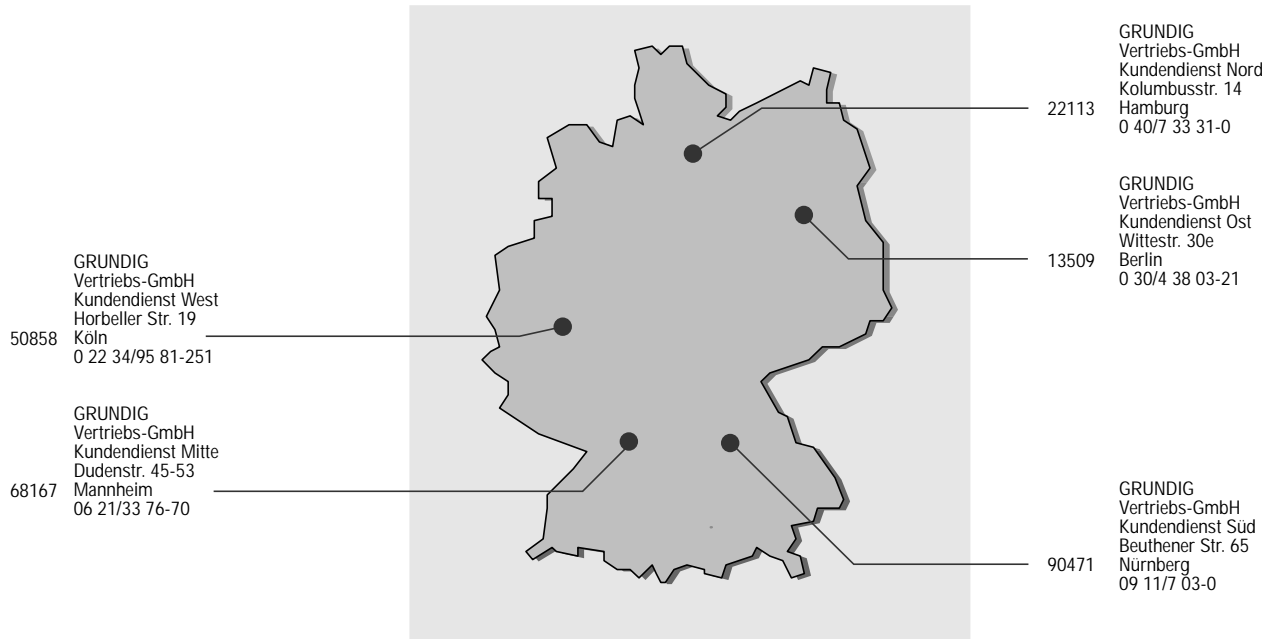 GRUNDIG
Vertriebs-GmbH
Kundendienst West
Horbeller Str. 19
50858 Köln
0 22 34/95 81-251
GRUNDIG
Vertriebs-GmbH
Kundendienst Mitte
Dudenstr. 45-53
68167 Mannheim
06 21/33 76-70
GRUNDIG
Vertriebs-GmbH
Kundendienst Nord
Kolumbusstr. 14
22113 Hamburg
0 40/7 33 31-0
GRUNDIG
Vertriebs-GmbH
Kundendienst Ost
Wittestr. 30e
13509 Berlin
0 30/4 38 03-21
GRUNDIG
Vertriebs-GmbH
Kundendienst Süd
Beuthener Str. 65
90471 Nürnberg
09 11/7 03-0